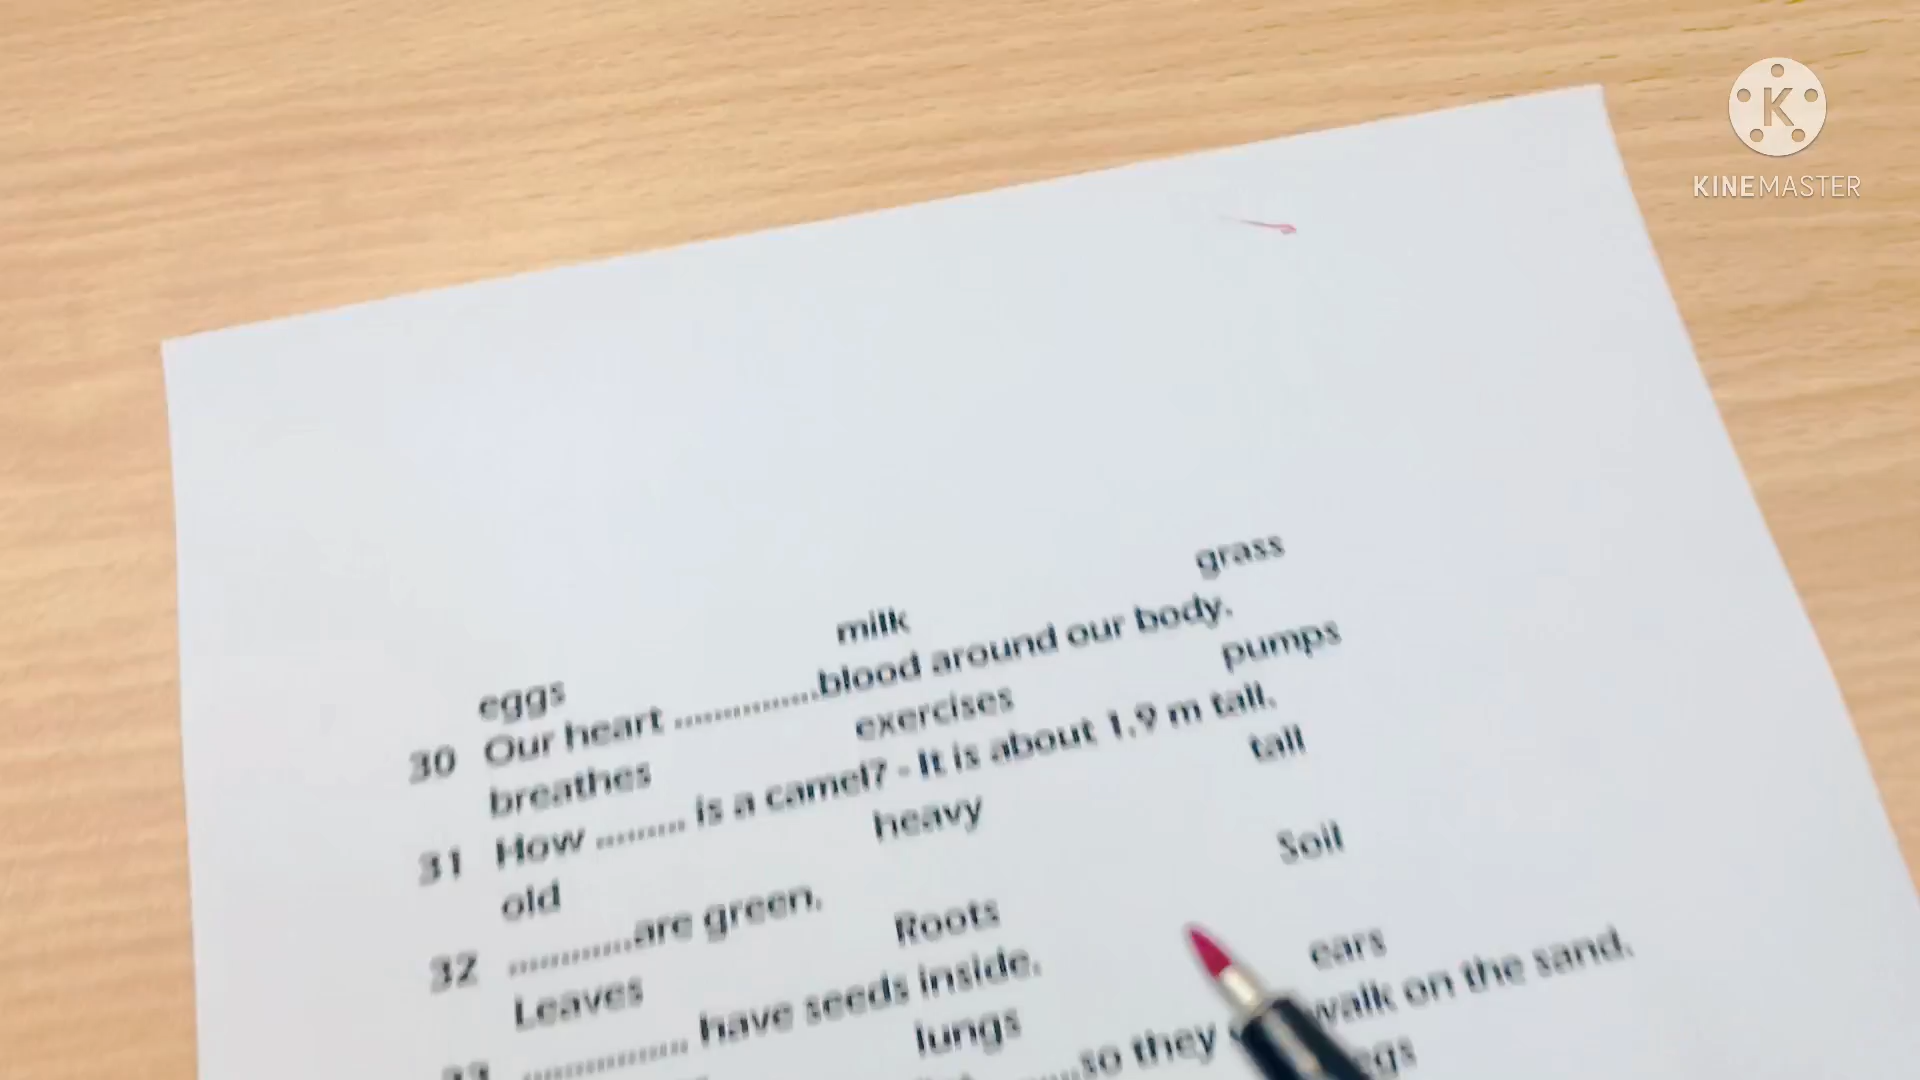 KINEMASTER
eggs milk grass
30 Our heart ................blood around our body.
breathes exercises pumps
31 How .......... is a camel? - It is about 1.9 m tall.
old heavy tall
32 .............are green.
Leaves Roots Soil
33 ................. have seeds inside.
lungs ears
so they walk on the sand.